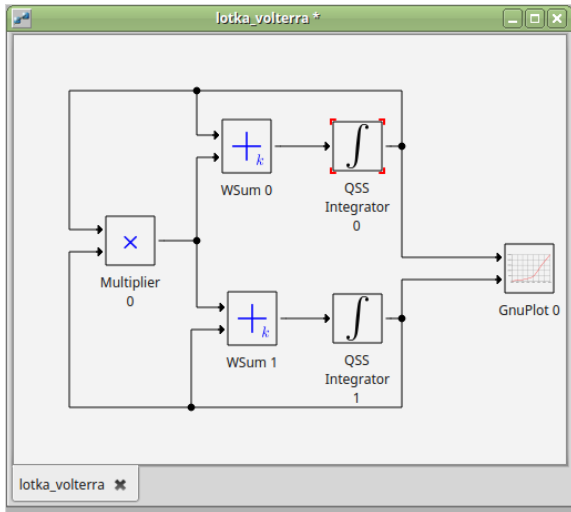 lotka_volterra *
k
WSum 0
∫
QSS
Integrator
0
×
Multiplier
0
GnuPlot 0
k
WSum 1
∫
QSS
Integrator
1
lotka_volterra